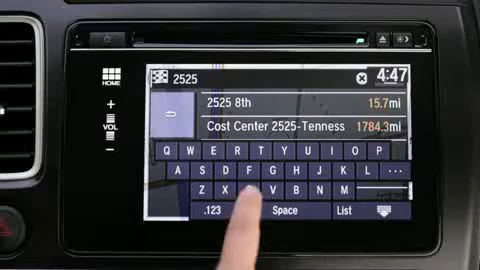 2525
4:47
HOME
+
VOL
-
2525 8th 15.7mi
Cost Center 2525-Tenness 1784.3mi
Q W E R T Y U I O P
A S D F G H J K L ...
Z X V B N M
.123 Space List